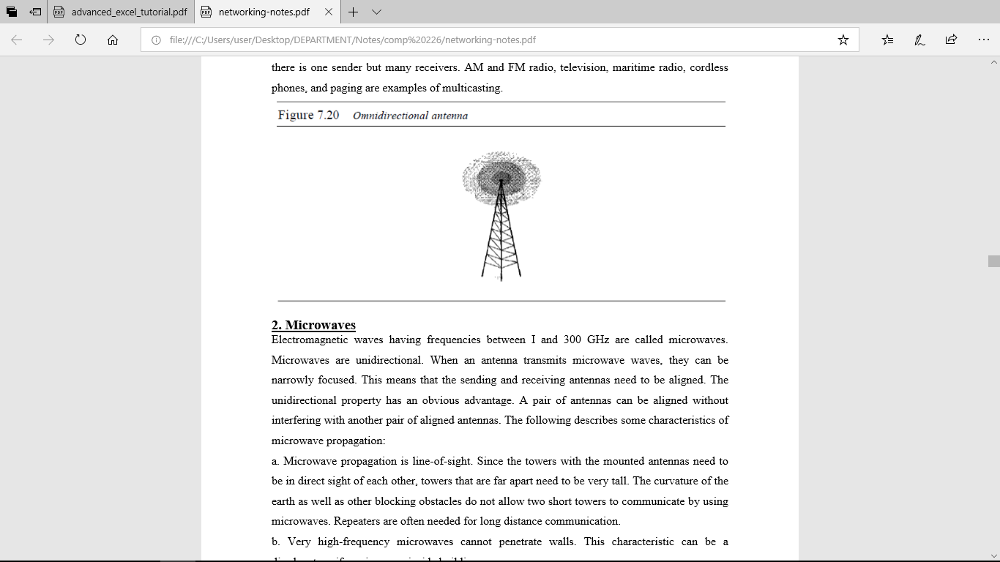 advanced_excel_tutorial.pdf
networking-notes.pdf
file:///C:/Users/user/Desktop/DEPARTMENT/Notes/comp%20226/networking-notes.pdf
there is one sender but many receivers. AM and FM radio, television, maritime radio, cordless
phones, and paging are examples of multicasting.
Figure 7.20 Omnidirectional antenna
2. Microwaves
Electromagnetic waves having frequencies between I and 300 GHz are called microwaves.
Microwaves are unidirectional. When an antenna transmits microwave waves, they can be
narrowly focused. This means that the sending and receiving antennas need to be aligned. The
unidirectional property has an obvious advantage. A pair of antennas can be aligned without
interfering with another pair of aligned antennas. The following describes some characteristics of
microwave propagation:
a. Microwave propagation is line-of-sight. Since the towers with the mounted antennas need to
be in direct sight of each other, towers that are far apart need to be very tall. The curvature of the
earth as well as other blocking obstacles do not allow two short towers to communicate by using
microwaves. Repeaters are often needed for long distance communication.
b. Very high-frequency microwaves cannot penetrate walls. This characteristic can be a